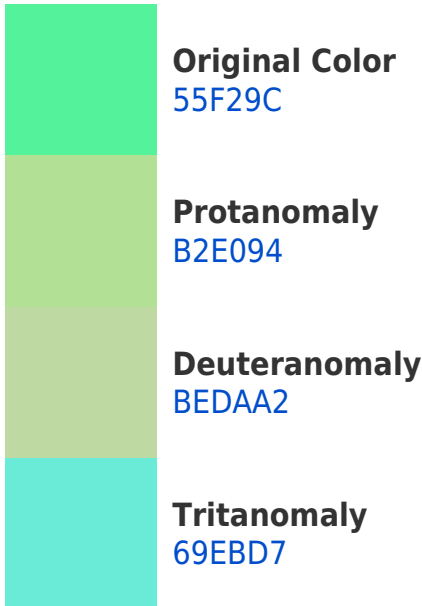 Original Color
55F29C
Protanomaly
B2E094
Deuteranomaly
BEDAA2
Tritanomaly
69EBD7